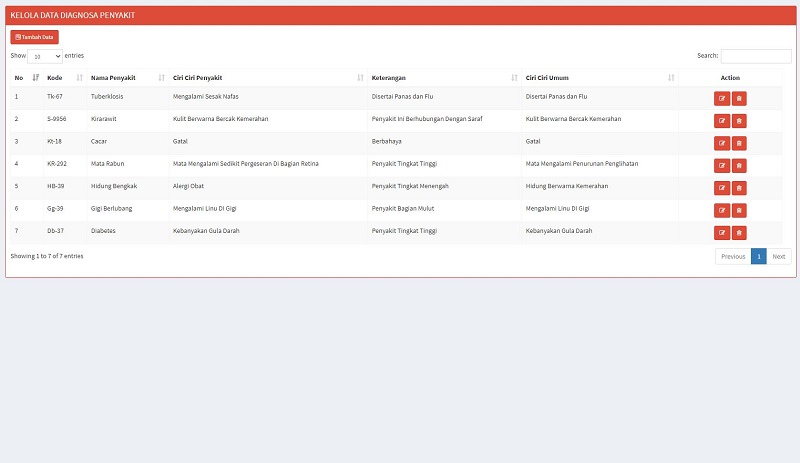 KELOLA DATA DIAGNOSA PENYAKIT
Tambah Data
Show 10 entries Search:
No Kode Nama Penyakit Ciri Ciri Penyakit Keterangan Ciri Ciri Umum Action
1 Tk-67 Tuberklosis Mengalami Sesak Nafas Disertai Panas dan Flu Disertai Panas dan Flu
2 S-9956 Kirarawit Kulit Berwarna Bercak Kemerahan Penyakit Ini Berhubungan Dengan Saraf Kulit Berwarna Bercak Kemerahan
3 Kt-18 Cacar Gatal Berbahaya Gatal
4 KR-292 Mata Rabun Mata Mengalami Sedikit Pergeseran Di Bagian Retina Penyakit Tingkat Tinggi Mata Mengalami Penurunan Penglihatan
5 HB-39 Hidung Bengkak Alergi Obat Penyakit Tingkat Menengah Hidung Berwarna Kemerahan
6 Gg-39 Gigi Berlubang Mengalami Linu Di Gigi Penyakit Bagian Mulut Mengalami Linu Di Gigi
7 Db-37 Diabetes Kebanyakan Gula Darah Penyakit Tingkat Tinggi Kebanyakan Gula Darah
Showing 1 to 7 of 7 entries Previous 1 Next